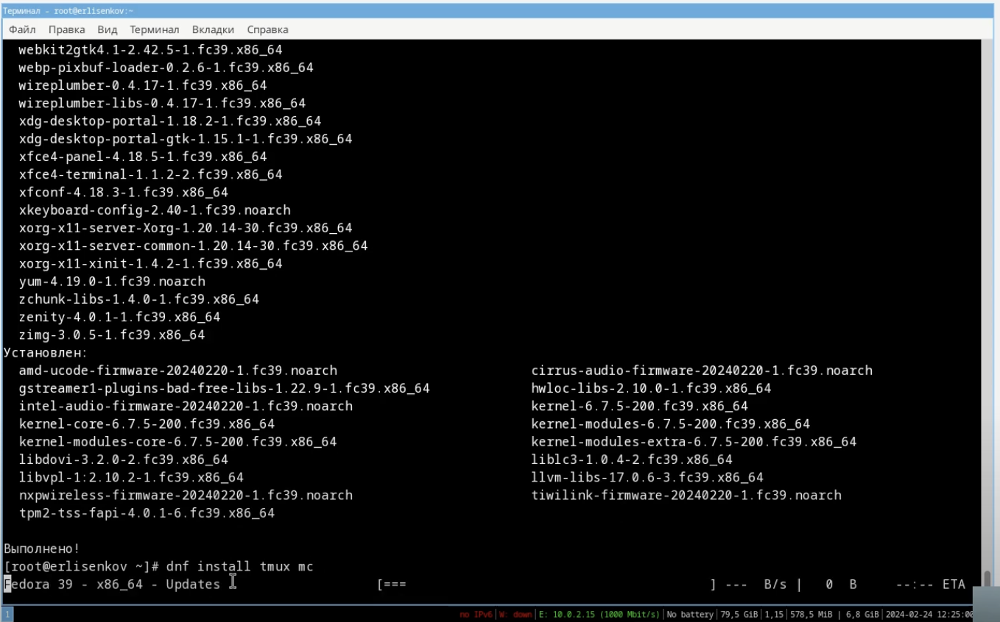 Терминал - root@erlisenkov:~
Файл Правка Вид Терминал Вкладки Справка
webkit2gtk4.1-2.42.5-1.fc39.x86_64
webp-pixbuf-loader-0.2.6-1.fc39.x86_64
wireplumber-0.4.17-1.fc39.x86_64
wireplumber-libs-0.4.17-1.fc39.x86_64
xdg-desktop-portal-1.18.2-1.fc39.x86_64
xdg-desktop-portal-gtk-1.15.1-1.fc39.x86_64
xfce4-panel-4.18.5-1.fc39.x86_64
xfce4-terminal-1.1.2-2.fc39.x86_64
xfconf-4.18.3-1.fc39.x86_64
xkeyboard-config-2.40-1.fc39.noarch
xorg-x11-server-Xorg-1.20.14-30.fc39.x86_64
xorg-x11-server-common-1.20.14-30.fc39.x86_64
xorg-x11-xinit-1.4.2-1.fc39.x86_64
yum-4.19.0-1.fc39.noarch
zchunk-libs-1.4.0-1.fc39.x86_64
zenity-4.0.1-1.fc39.x86_64
zimg-3.0.5-1.fc39.x86_64
Установлен:
amd-ucode-firmware-20240220-1.fc39.noarch cirrus-audio-firmware-20240220-1.fc39.noarch
gstreamer1-plugins-bad-free-libs-1.22.9-1.fc39.x86_64 hwloc-libs-2.10.0-1.fc39.x86_64
intel-audio-firmware-20240220-1.fc39.noarch kernel-6.7.5-200.fc39.x86_64
kernel-core-6.7.5-200.fc39.x86_64 kernel-modules-6.7.5-200.fc39.x86_64
kernel-modules-core-6.7.5-200.fc39.x86_64 kernel-modules-extra-6.7.5-200.fc39.x86_64
libdovi-3.2.0-2.fc39.x86_64 liblc3-1.0.4-2.fc39.x86_64
libvpl-1:2.10.2-1.fc39.x86_64 llvm-libs-17.0.6-3.fc39.x86_64
nxpwireless-firmware-20240220-1.fc39.noarch tiwilink-firmware-20240220-1.fc39.noarch
tpm2-tss-fapi-4.0.1-6.fc39.x86_64
Выполнено!
[root@erlisenkov ~]# dnf install tmux mc
Fedora 39 - x86_64 - Updates [=== ] --- B/s | 0 B --:-- ETA
1 no IPv6 | W: down | E: 10.0.2.15 (1000 Mbit/s) | No battery | 79,5 GiB | 1,15 | 578,5 MiB | 6,8 GiB | 2024-02-24 12:25:00